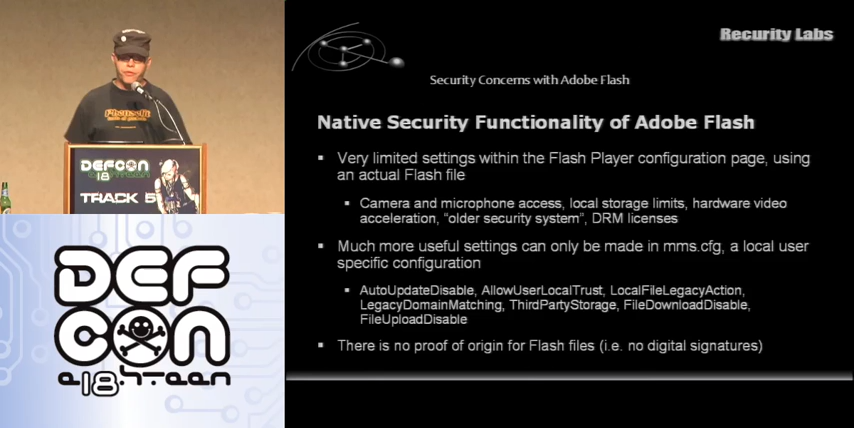 DEFCON
18
TRACK 5
DEF
CON
e18hteen
Recurity Labs
Security Concerns with Adobe Flash
Native Security Functionality of Adobe Flash
Very limited settings within the Flash Player configuration page, using
an actual Flash file
Camera and microphone access, local storage limits, hardware video
acceleration, “older security system”, DRM licenses
Much more useful settings can only be made in mms.cfg, a local user
specific configuration
AutoUpdateDisable, AllowUserLocalTrust, LocalFileLegacyAction,
LegacyDomainMatching, ThirdPartyStorage, FileDownloadDisable,
FileUploadDisable
There is no proof of origin for Flash files (i.e. no digital signatures)